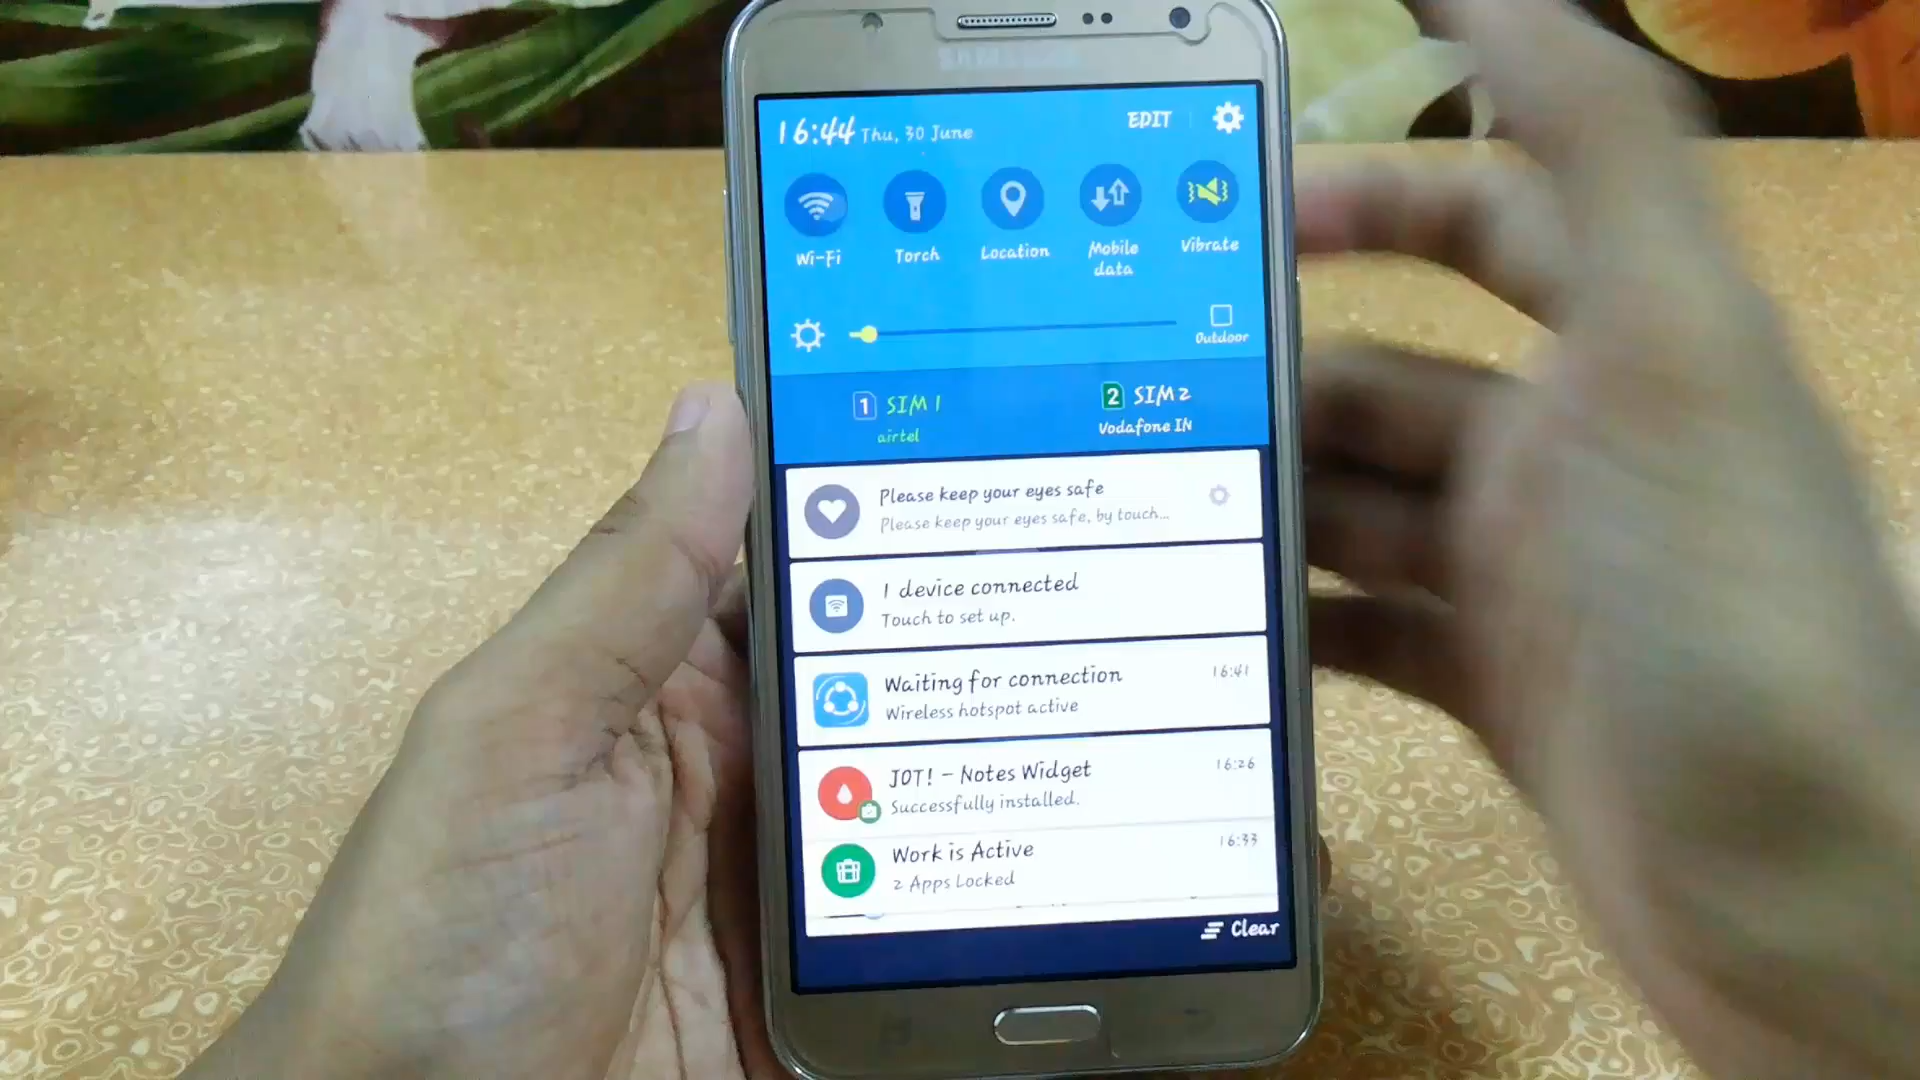 SAMSUNG
16:44 Thu, 30 June EDIT
Wi-Fi Torch Location Mobile data Vibrate
Outdoor
1 SIM 1 2 SIM 2
airtel Vodafone IN
Please keep your eyes safe
Please keep your eyes safe, by touch...
1 device connected
Touch to set up.
Waiting for connection 16:41
Wireless hotspot active
JOT! - Notes Widget 16:26
Successfully installed.
Work is Active 16:33
2 Apps Locked
Clear